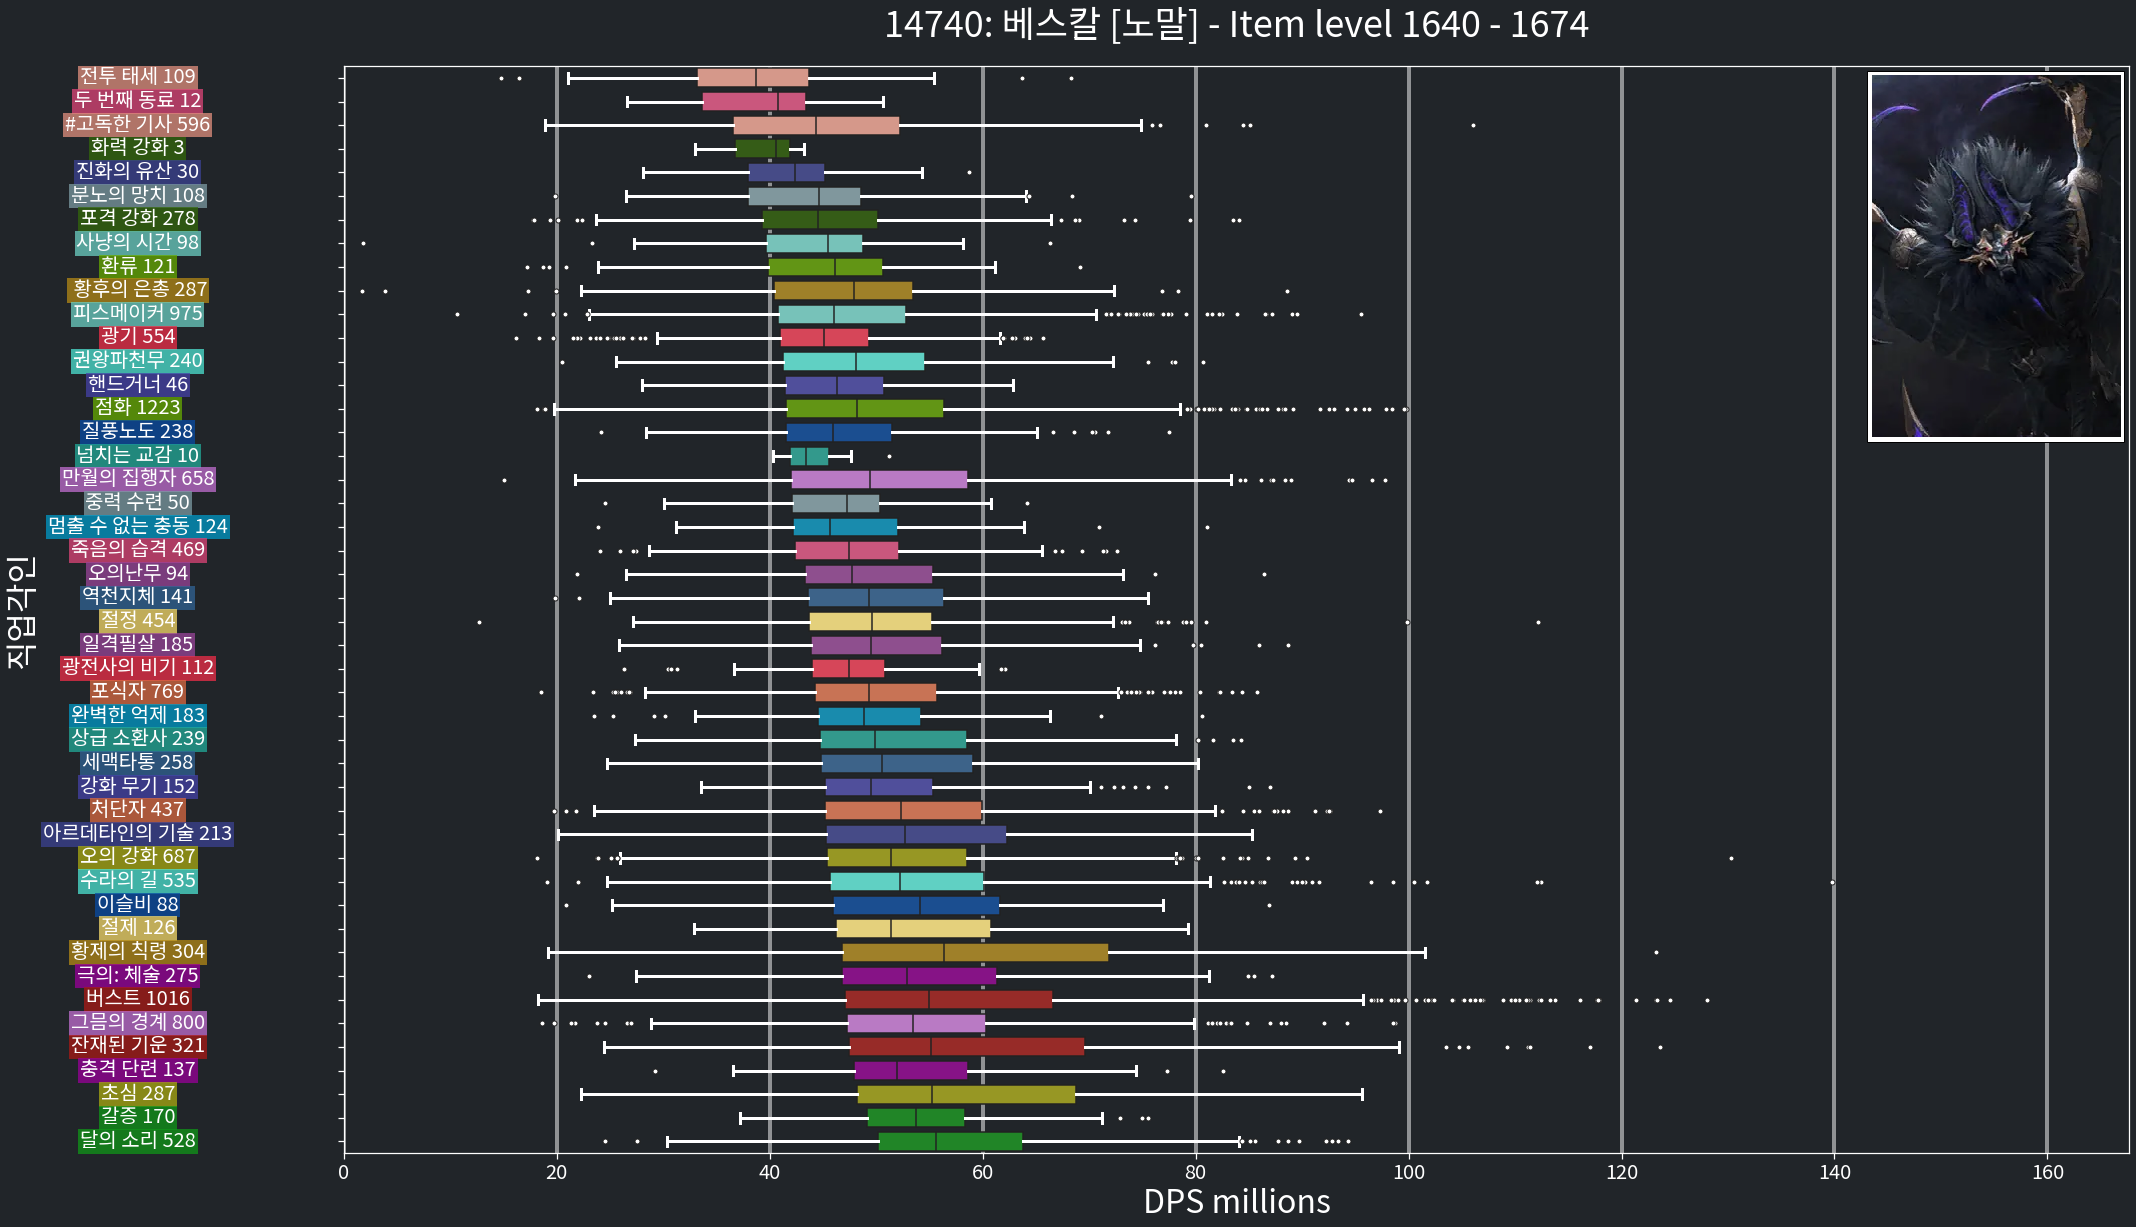 14740: 베스칼 [노말] - Item level 1640 - 1674
직업각인
전투 태세 109
두 번째 동료 12
#고독한 기사 596
화력 강화 3
진화의 유산 30
분노의 망치 108
포격 강화 278
사냥의 시간 98
환류 121
황후의 은총 287
피스메이커 975
광기 554
권왕파천무 240
핸드거너 46
점화 1223
질풍노도 238
넘치는 교감 10
만월의 집행자 658
중력 수련 50
멈출 수 없는 충동 124
죽음의 습격 469
오의난무 94
역천지체 141
절정 454
일격필살 185
광전사의 비기 112
포식자 769
완벽한 억제 183
상급 소환사 239
세맥타통 258
강화 무기 152
처단자 437
아르데타인의 기술 213
오의 강화 687
수라의 길 535
이슬비 88
절제 126
황제의 칙령 304
극의: 체술 275
버스트 1016
그믐의 경계 800
잔재된 기운 321
충격 단련 137
초심 287
갈증 170
달의 소리 528
0 20 40 60 80 100 120 140 160
DPS millions